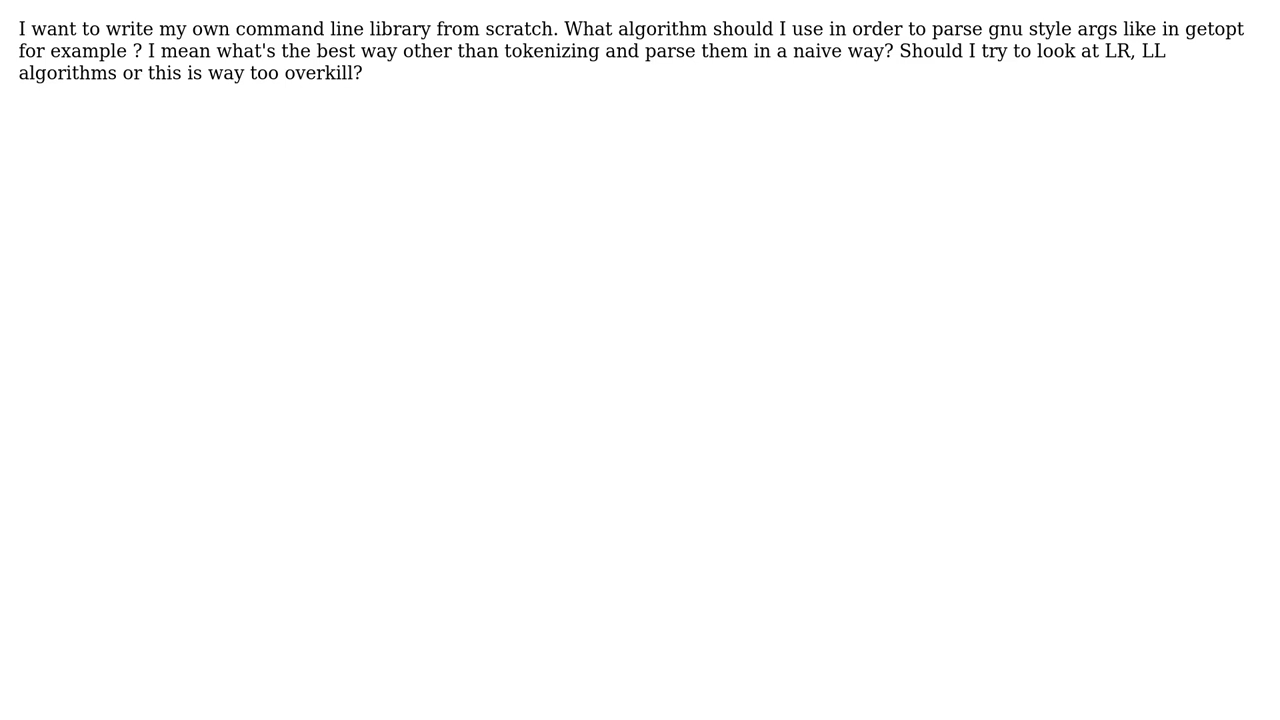 I want to write my own command line library from scratch. What algorithm should I use in order to parse gnu style args like in getopt
for example ? I mean what's the best way other than tokenizing and parse them in a naive way? Should I try to look at LR, LL
algorithms or this is way too overkill?